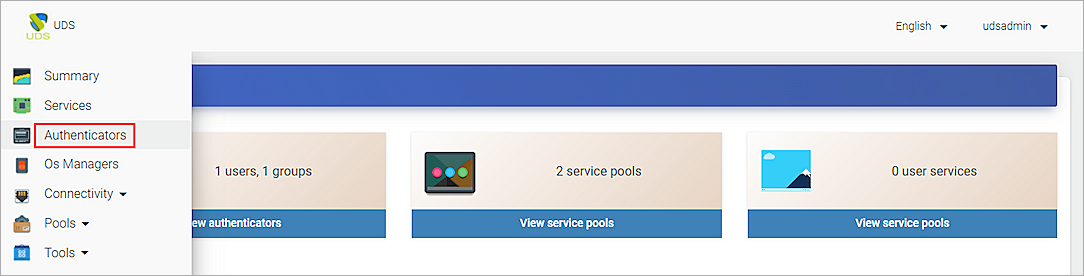 UDS
UDS
English
udsadmin
Summary
Services
Authenticators
Os Managers
Connectivity
Pools
Tools
1 users, 1 groups
2 service pools
0 user services
ew authenticators
View service pools
View service pools